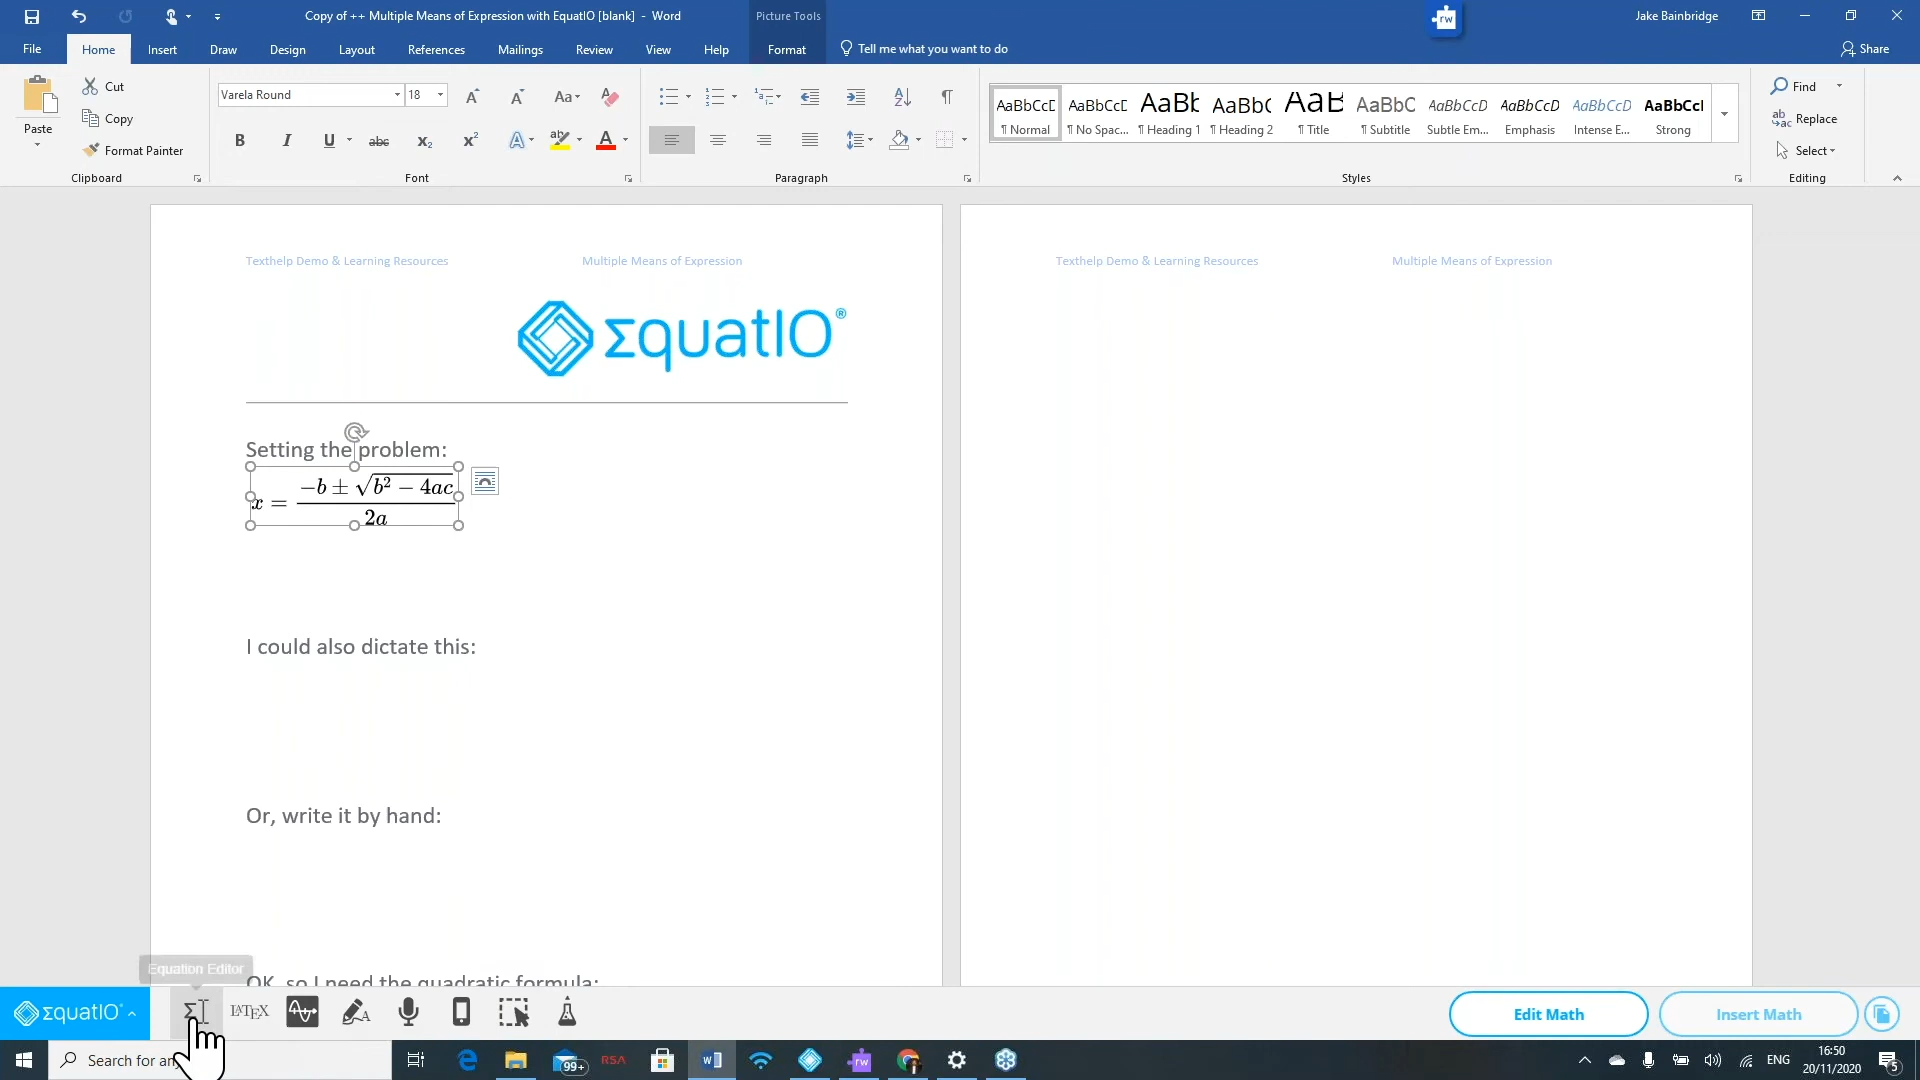 Copy of ++ Multiple Means of Expression with EquatIO [blank] - Word
Picture Tools
rw
Jake Bainbridge
File Home Insert Draw Design Layout References Mailings Review View Help Format Tell me what you want to do Share
Paste
Cut
Copy
Format Painter
Clipboard
Varela Round 18
Font
Paragraph
AaBbCcD AaBbCcD AaBb AaBbC AaB AaBbC AaBbCcD AaBbCcD AaBbCcD AaBbCcI
¶ Normal ¶ No Spac... ¶ Heading 1 ¶ Heading 2 ¶ Title ¶ Subtitle Subtle Em... Emphasis Intense E... Strong
Styles
Find
Replace
Select
Editing
Texthelp Demo & Learning Resources Multiple Means of Expression
EquatIO®
Setting the problem:
x = (-b ± √(b² - 4ac)) / 2a
I could also dictate this:
Or, write it by hand:
OK, so I need the quadratic formula:
Texthelp Demo & Learning Resources Multiple Means of Expression
Equation Editor
EquatIO LATEX
Edit Math
Insert Math
Search for
99+
RSA
rw
ENG
16:50
20/11/2020
5